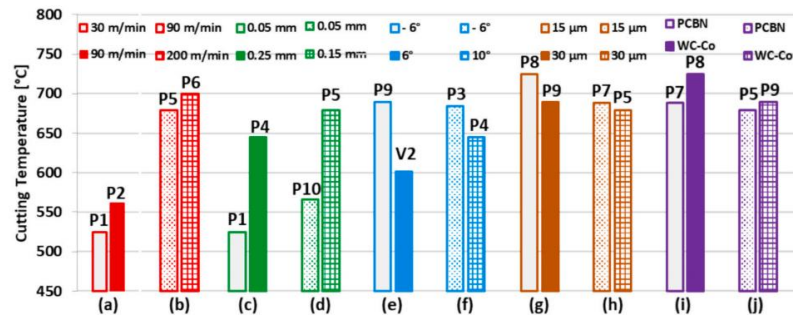 800
30 m/min 90 m/min 0.05 mm 0.05 mm - 6° - 6° 15 µm 15 µm PCBN PCBN
90 m/min 200 m/min 0.25 mm 0.15 mm 6° 10° 30 µm 30 µm WC-Co WC-Co
750
700
650
600
550
500
450
Cutting Temperature [°C]
P1 P2 P5 P6 P1 P4 P10 P5 P9 V2 P3 P4 P8 P9 P7 P5 P7 P8 P5 P9
(a) (b) (c) (d) (e) (f) (g) (h) (i) (j)